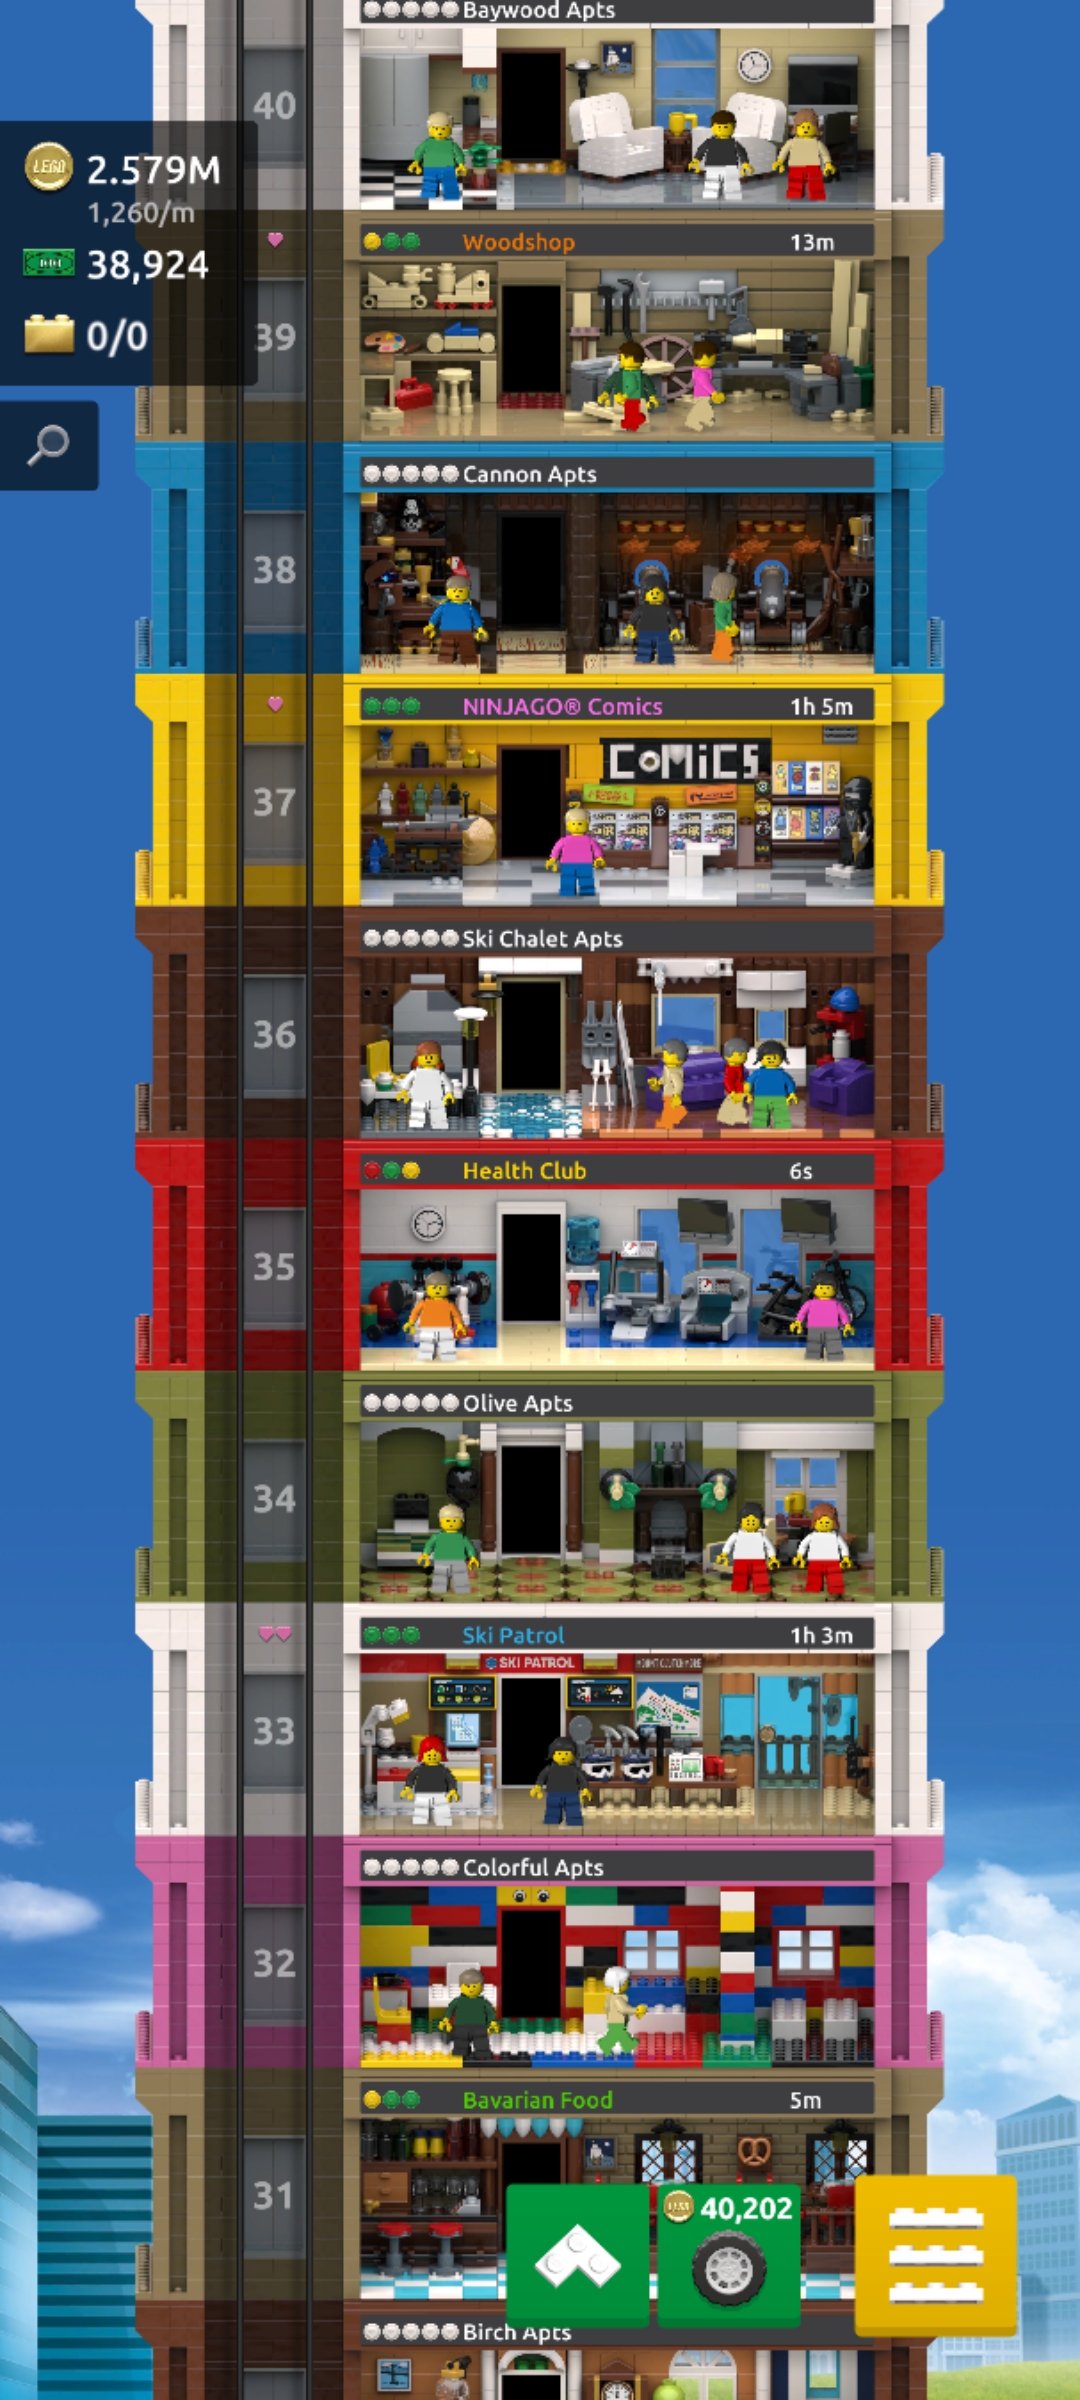 Baywood Apts
40
LEGO 2.579M
1,260/m
38,924
0/0
Woodshop 13m
39
Cannon Apts
38
NINJAGO® Comics 1h 5m
COMiCS
37
Ski Chalet Apts
36
Health Club 6s
35
Olive Apts
34
Ski Patrol 1h 3m
SKI PATROL
33
Colorful Apts
32
Bavarian Food 5m
31
40,202
Birch Apts